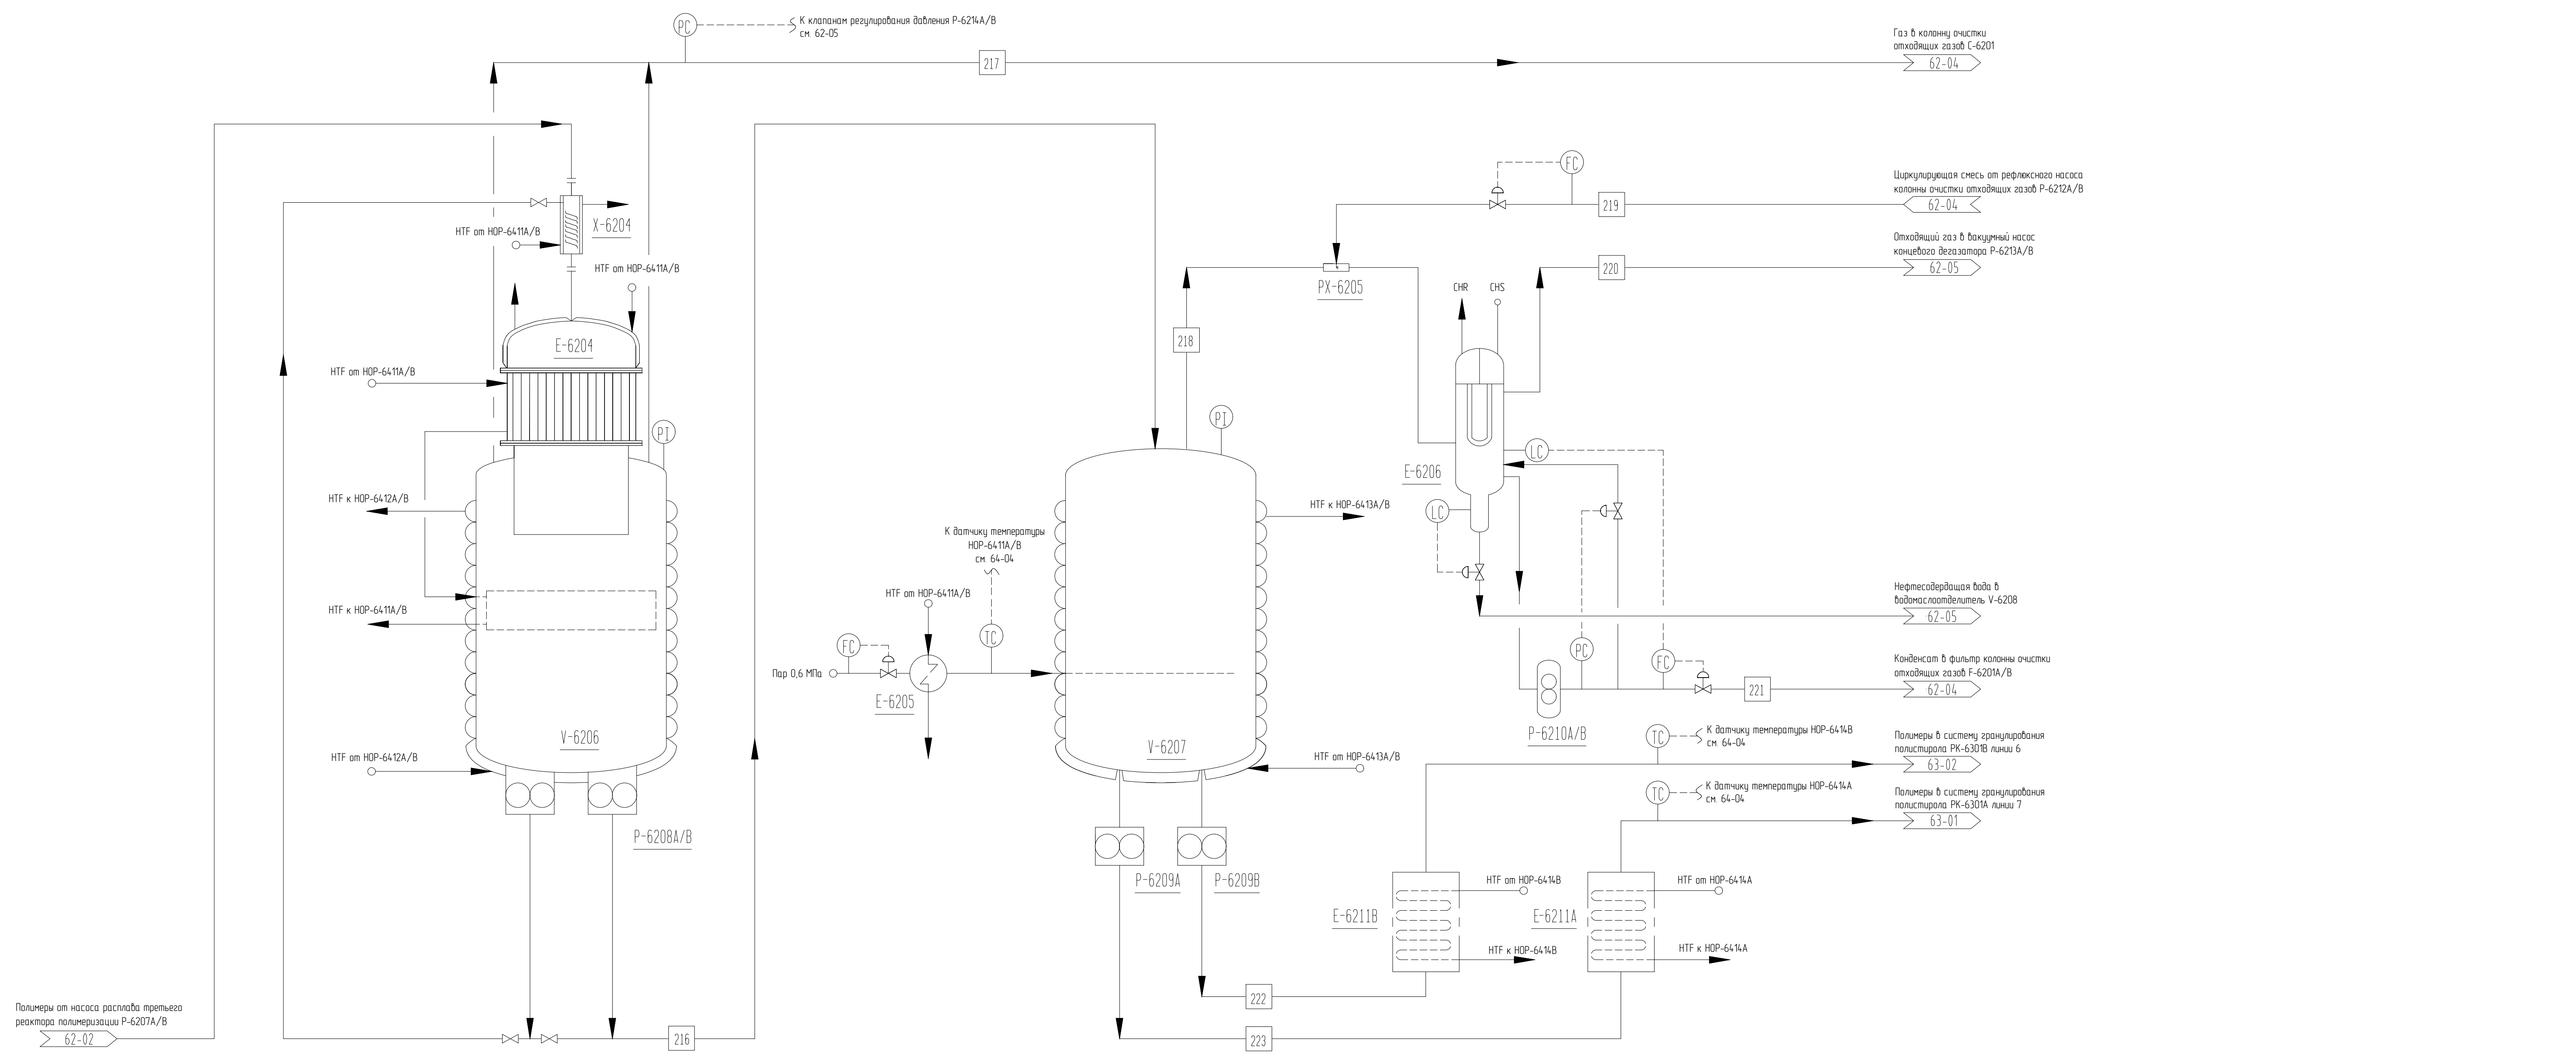 PC
К клапанам регулирования давления P-6214A/B
см. 62-05
217
Газ в колонну очистки
отходящих газов C-6201
62-04
FC
219
Циркулирующая смесь от рефлюксного насоса
колонны очистки отходящих газов P-6212A/B
62-04
X-6204
HTF от HOP-6411A/B
HTF от HOP-6411A/B
E-6204
HTF от HOP-6411A/B
PI
HTF к HOP-6412A/B
HTF к HOP-6411A/B
HTF от HOP-6412A/B
V-6206
P-6208A/B
Полимеры от насоса расплава третьего
реактора полимеризации P-6207A/B
62-02
216
218
PX-6205
Отходящий газ в вакуумный насос
концевого дегазатора P-6213A/B
62-05
220
CHR
CHS
PI
LC
E-6206
LC
HTF к HOP-6413A/B
К датчику температуры
HOP-6411A/B
см. 64-04
HTF от HOP-6411A/B
TC
FC
Пар 0,6 МПа
E-6205
V-6207
HTF от HOP-6413A/B
Нефтесодердащая вода в
водомаслоотделитель V-6208
62-05
PC
FC
Конденсат в фильтр колонны очистки
отходящих газов F-6201A/B
62-04
221
P-6210A/B
TC
К датчику температуры HOP-6414B
см. 64-04
Полимеры в систему гранулирования
полистирола PK-6301B линии 6
63-02
TC
К датчику температуры HOP-6414A
см. 64-04
Полимеры в систему гранулирования
полистирола PK-6301A линии 7
63-01
P-6209A
P-6209B
HTF от HOP-6414B
HTF от HOP-6414A
E-6211B
E-6211A
HTF к HOP-6414B
HTF к HOP-6414A
222
223